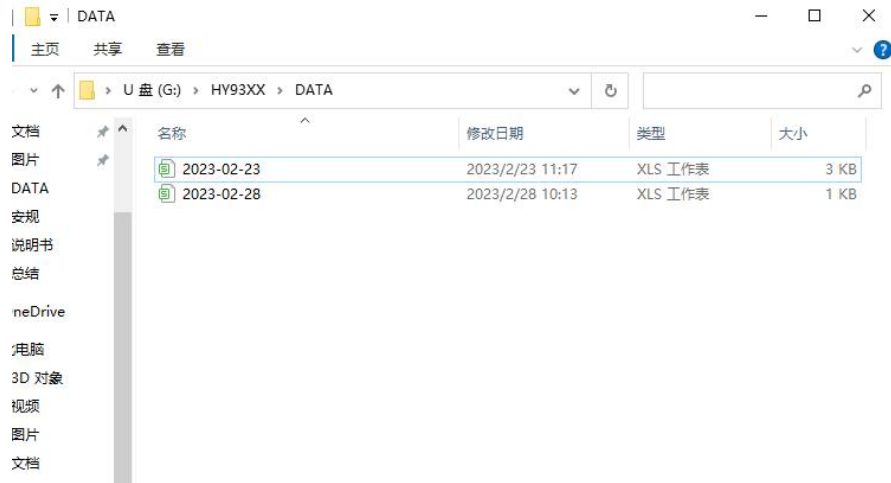 DATA
主页 共享 查看
U 盘 (G:) › HY93XX › DATA
名称 修改日期 类型 大小
2023-02-23 2023/2/23 11:17 XLS 工作表 3 KB
2023-02-28 2023/2/28 10:13 XLS 工作表 1 KB
文档
图片
DATA
安规
说明书
总结
neDrive
电脑
3D 对象
视频
图片
文档